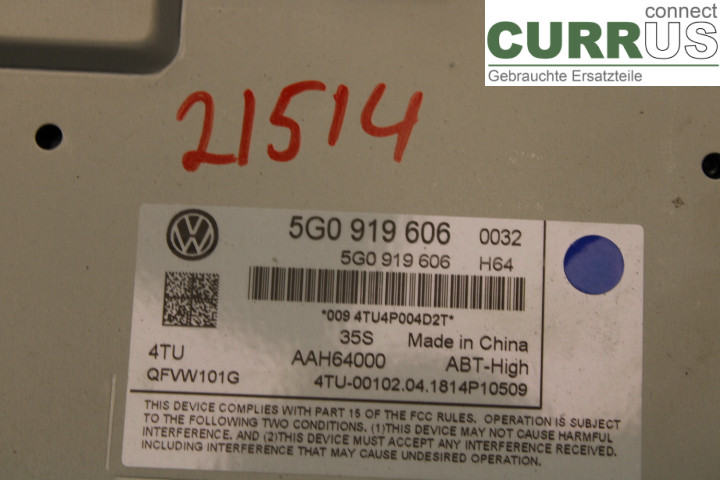 connect
CURRUS
Gebrauchte Ersatzteile
21514
5G0 919 606 0032
5G0 919 606 H64
*009 4TU4P004D2T*
35S Made in China
4TU AAH64000 ABT-High
QFVW101G 4TU-00102.04.1814P10509
THIS DEVICE COMPLIES WITH PART 15 OF THE FCC RULES. OPERATION IS SUBJECT
TO THE FOLLOWING TWO CONDITIONS. (1)THIS DEVICE MAY NOT CAUSE HARMFUL
INTERFERENCE. AND (2)THIS DEVICE MUST ACCEPT ANY INTERFERENCE RECEIVED.
INCLUDING INTERFERENCE THAT MAY CAUSE UNDESIRED OPERATION.